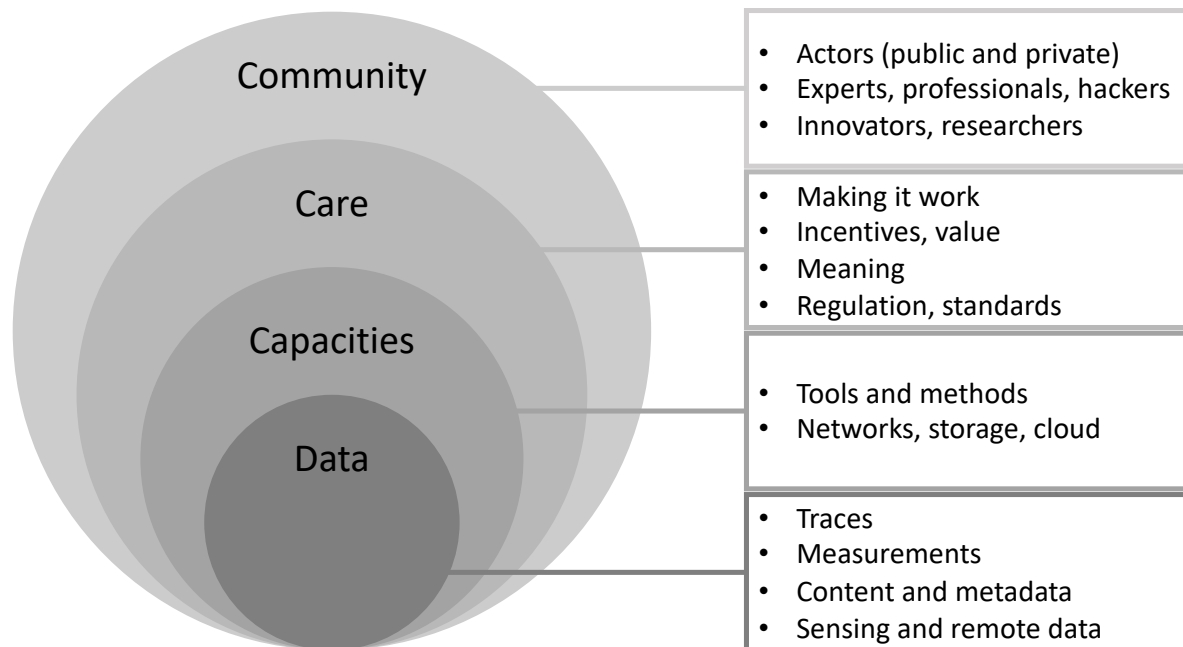 Community
• Actors (public and private)
• Experts, professionals, hackers
• Innovators, researchers
Care
• Making it work
• Incentives, value
• Meaning
• Regulation, standards
Capacities
• Tools and methods
• Networks, storage, cloud
Data
• Traces
• Measurements
• Content and metadata
• Sensing and remote data